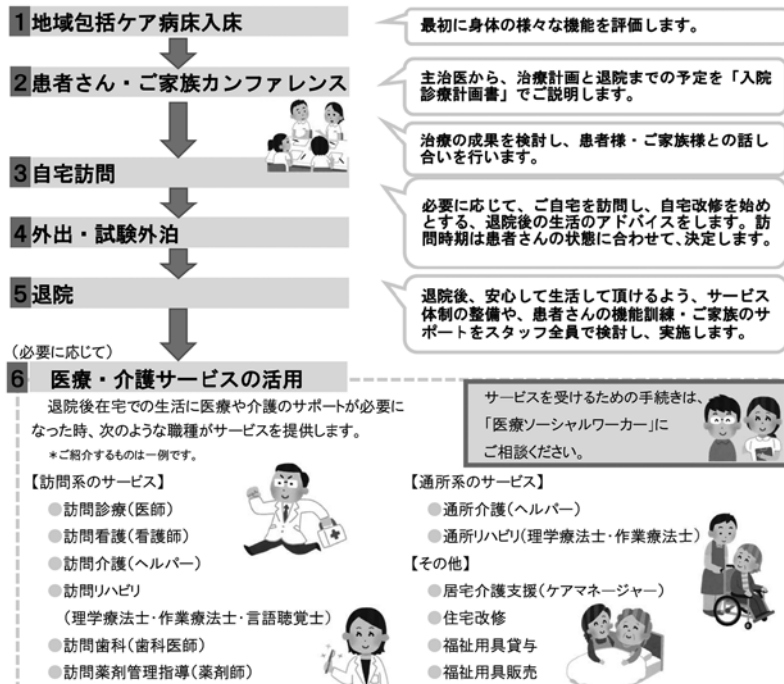 1 地域包括ケア病床入床
最初に身体の様々な機能を評価します。
2 患者さん・ご家族カンファレンス
主治医から、治療計画と退院までの予定を「入院
診療計画書」でご説明します。
治療の成果を検討し、患者様・ご家族様との話し
合いを行います。
3 自宅訪問
必要に応じて、ご自宅を訪問し、自宅改修を始め
とする、退院後の生活のアドバイスをします。訪
問時期は患者さんの状態に合わせて、決定します。
4 外出・試験外泊
5 退院
退院後、安心して生活して頂けるよう、サービス
体制の整備や、患者さんの機能訓練・ご家族のサ
ポートをスタッフ全員で検討し、実施します。
（必要に応じて）
6 医療・介護サービスの活用
退院後在宅での生活に医療や介護のサポートが必要に
なった時、次のような職種がサービスを提供します。
＊ご紹介するものは一例です。
サービスを受けるための手続きは、
「医療ソーシャルワーカー」に
ご相談ください。
【訪問系のサービス】
●訪問診療（医師）
●訪問看護（看護師）
●訪問介護（ヘルパー）
●訪問リハビリ
（理学療法士・作業療法士・言語聴覚士）
●訪問歯科（歯科医師）
●訪問薬剤管理指導（薬剤師）
【通所系のサービス】
●通所介護（ヘルパー）
●通所リハビリ（理学療法士・作業療法士）
【その他】
●居宅介護支援（ケアマネージャー）
●住宅改修
●福祉用具貸与
●福祉用具販売